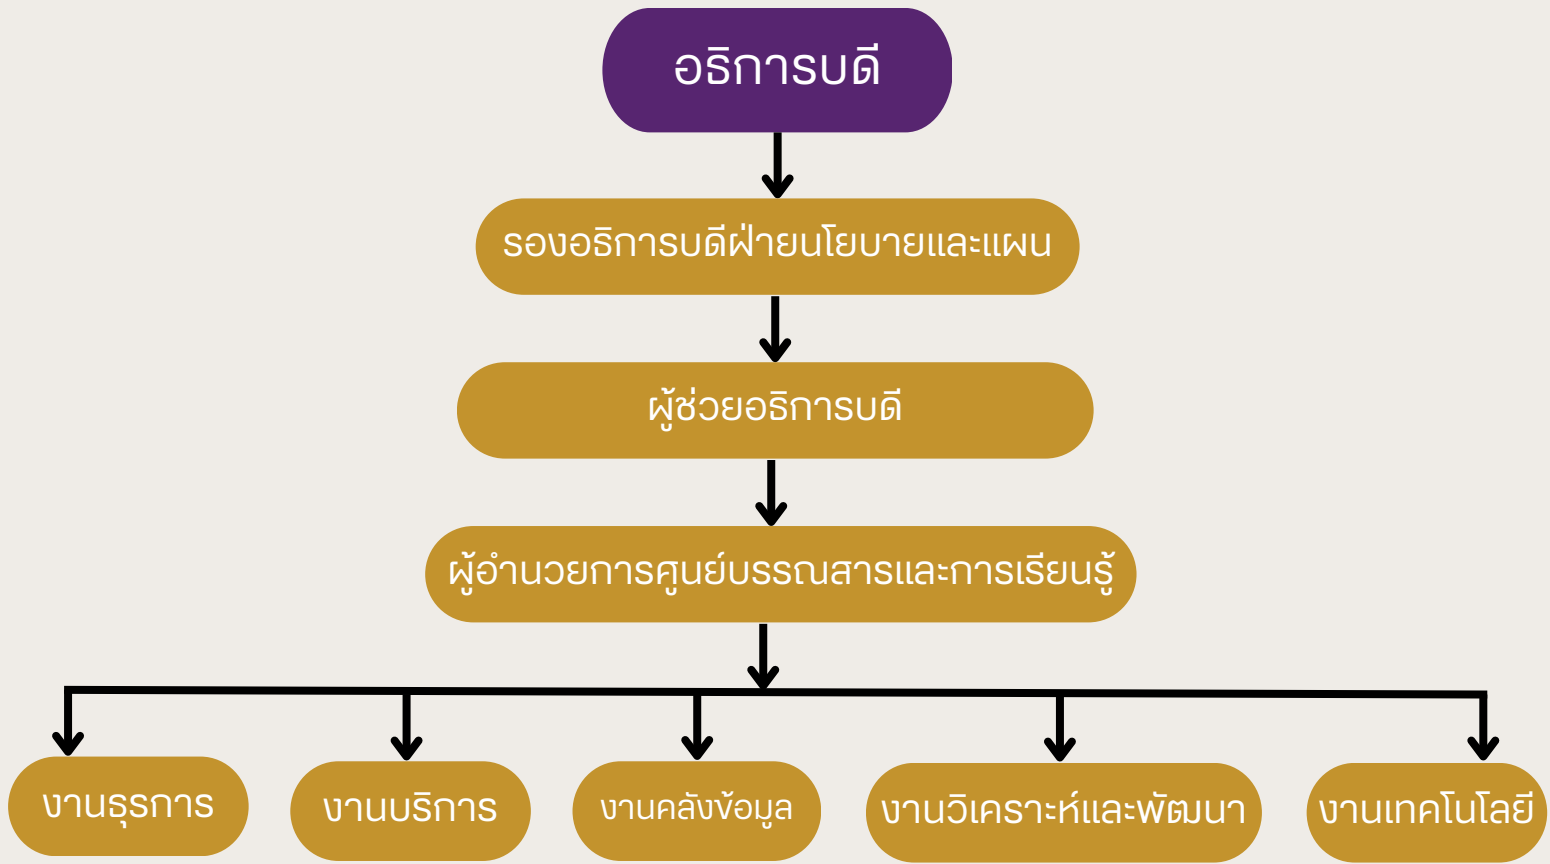 อธิการบดี
รองอธิการบดีฝ่ายนโยบายและแผน
ผู้ช่วยอธิการบดี
ผู้อำนวยการศูนย์บรรณสารและการเรียนรู้
งานธุรการ
งานบริการ
งานคลังข้อมูล
งานวิเคราะห์และพัฒนา
งานเทคโนโลยี